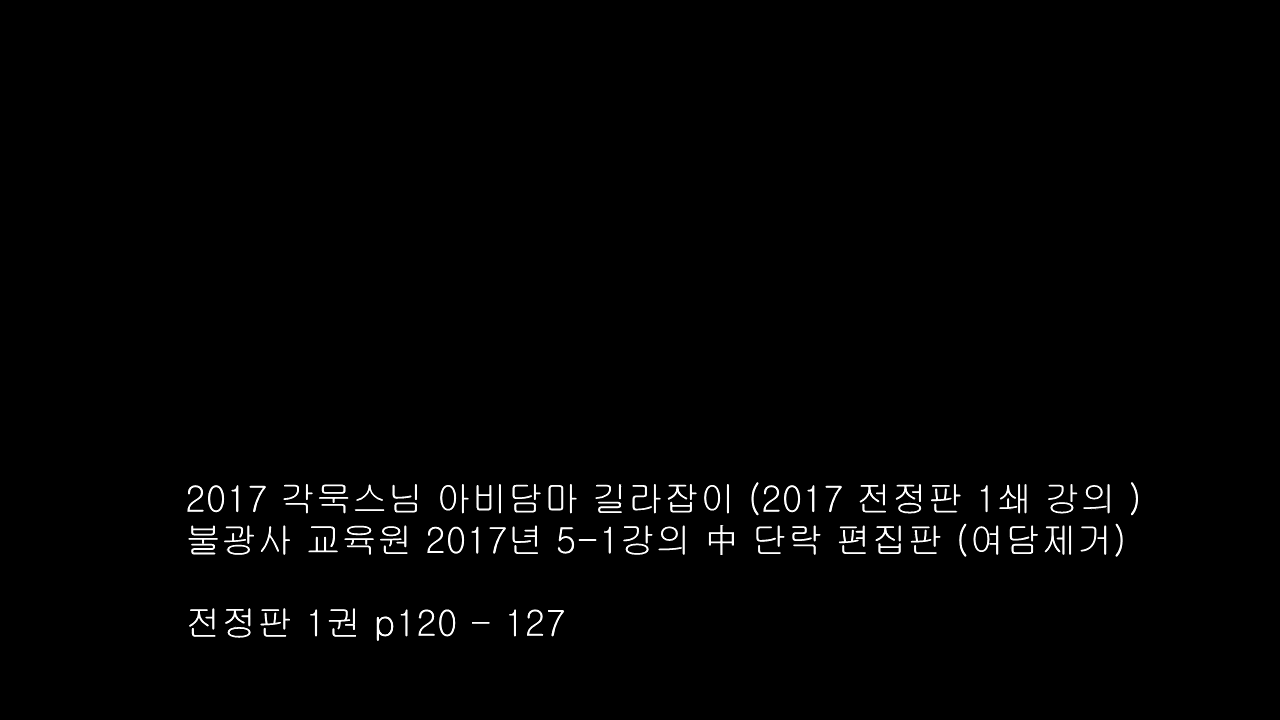 2017 각묵스님 아비담마 길라잡이 (2017 전정판 1쇄 강의 )
불광사 교육원 2017년 5-1강의 中 단락 편집판 (여담제거)
전정판 1권 p120 - 127